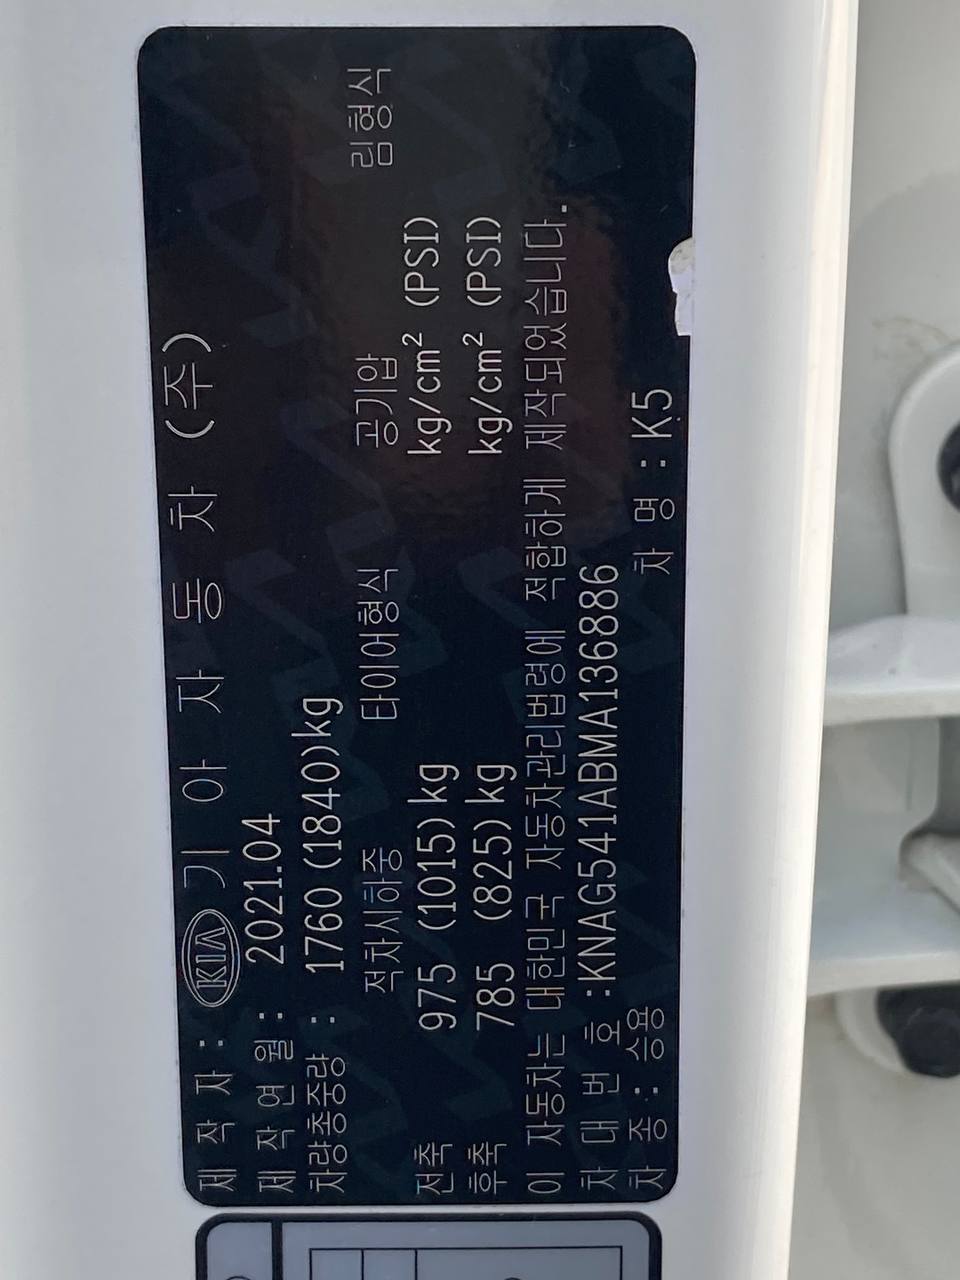 제 작 자 : KIA 기 아 자 동 차 (주)
제 작 연 월 : 2021.04
차량총중량 : 1760 (1840)kg
적차시하중 타이어형식 공기압 림형식
전축 975 (1015)kg kg/cm² (PSI)
후축 785 (825)kg kg/cm² (PSI)
이 자동차는 대한민국 자동차관리법령에 적합하게 제작되었습니다.
차 대 번 호 :KNAG541ABMA136886
차 종 : 승용 차 명 : K5